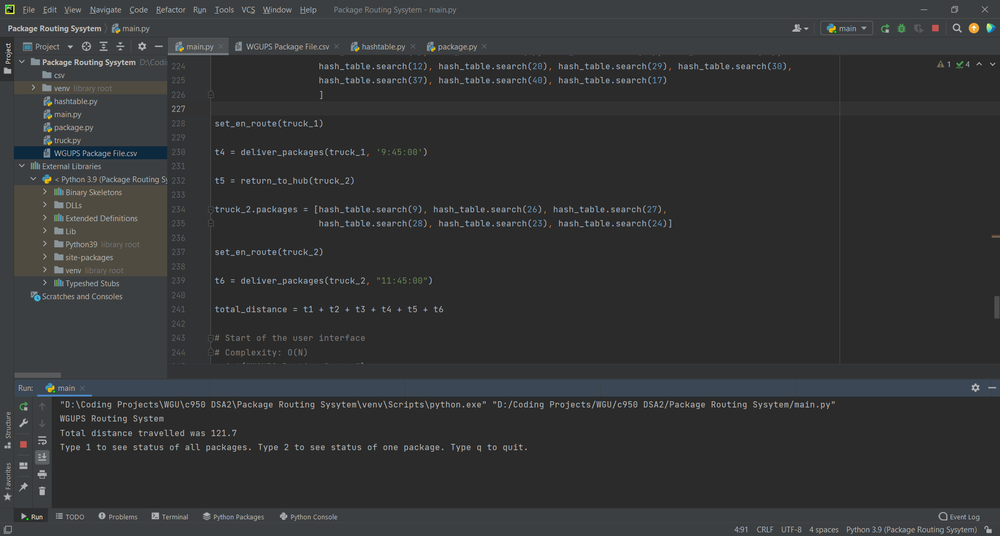 File Edit View Navigate Code Refactor Run Tools VCS Window Help Package Routing Sysytem - main.py
Package Routing Sysytem main.py main
Project main.py WGUPS Package File.csv hashtable.py package.py
Project
Package Routing Sysytem D:\Codi
csv
venv library root
hashtable.py
main.py
package.py
truck.py
WGUPS Package File.csv
External Libraries
< Python 3.9 (Package Routing Sy
Binary Skeletons
DLLs
Extended Definitions
Lib
Python39 library root
site-packages
venv library root
Typeshed Stubs
Scratches and Consoles
1 4
224 hash_table.search(12), hash_table.search(20), hash_table.search(29), hash_table.search(30),
225 hash_table.search(37), hash_table.search(40), hash_table.search(17)
226 ]
227
228 set_en_route(truck_1)
229
230 t4 = deliver_packages(truck_1, '9:45:00')
231
232 t5 = return_to_hub(truck_2)
233
234 truck_2.packages = [hash_table.search(9), hash_table.search(26), hash_table.search(27),
235 hash_table.search(28), hash_table.search(23), hash_table.search(24)]
236
237 set_en_route(truck_2)
238
239 t6 = deliver_packages(truck_2, "11:45:00")
240
241 total_distance = t1 + t2 + t3 + t4 + t5 + t6
242
243 # Start of the user interface
244 # Complexity: O(N)
Run: main
"D:\Coding Projects\WGU\c950 DSA2\Package Routing Sysytem\venv\Scripts\python.exe" "D:/Coding Projects/WGU/c950 DSA2/Package Routing Sysytem/main.py"
WGUPS Routing System
Total distance travelled was 121.7
Type 1 to see status of all packages. Type 2 to see status of one package. Type q to quit.
Structure
Favorites
Run TODO Problems Terminal Python Packages Python Console Event Log
4:91 CRLF UTF-8 4 spaces Python 3.9 (Package Routing Sysytem)